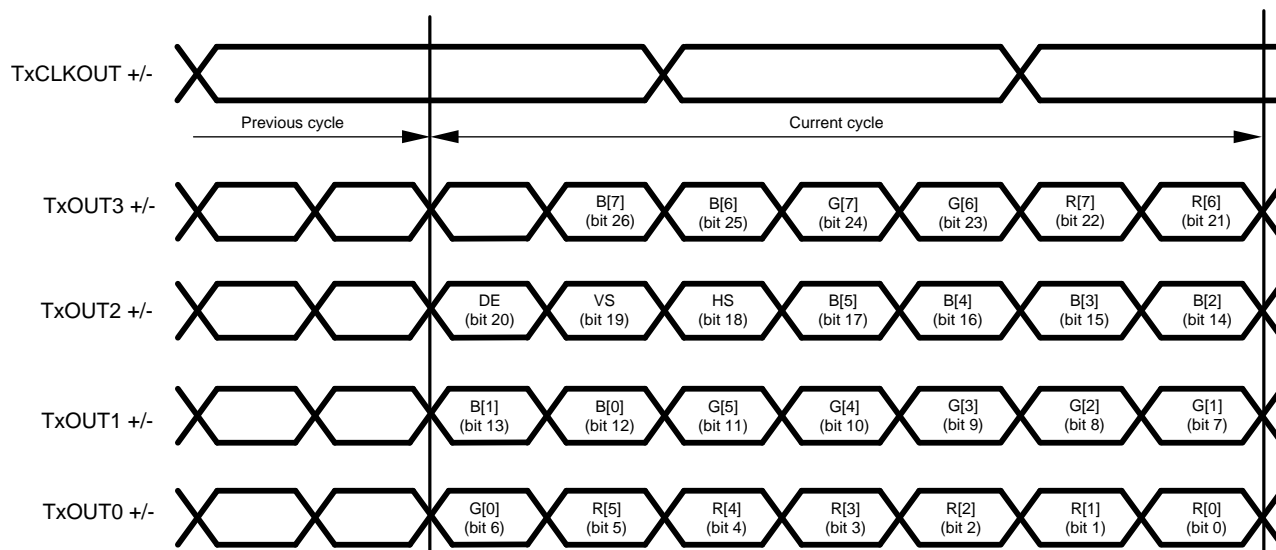 TxCLKOUT +/-
Previous cycle
Current cycle
TxOUT3 +/-
B[7]
(bit 26)
B[6]
(bit 25)
G[7]
(bit 24)
G[6]
(bit 23)
R[7]
(bit 22)
R[6]
(bit 21)
TxOUT2 +/-
DE
(bit 20)
VS
(bit 19)
HS
(bit 18)
B[5]
(bit 17)
B[4]
(bit 16)
B[3]
(bit 15)
B[2]
(bit 14)
TxOUT1 +/-
B[1]
(bit 13)
B[0]
(bit 12)
G[5]
(bit 11)
G[4]
(bit 10)
G[3]
(bit 9)
G[2]
(bit 8)
G[1]
(bit 7)
TxOUT0 +/-
G[0]
(bit 6)
R[5]
(bit 5)
R[4]
(bit 4)
R[3]
(bit 3)
R[2]
(bit 2)
R[1]
(bit 1)
R[0]
(bit 0)